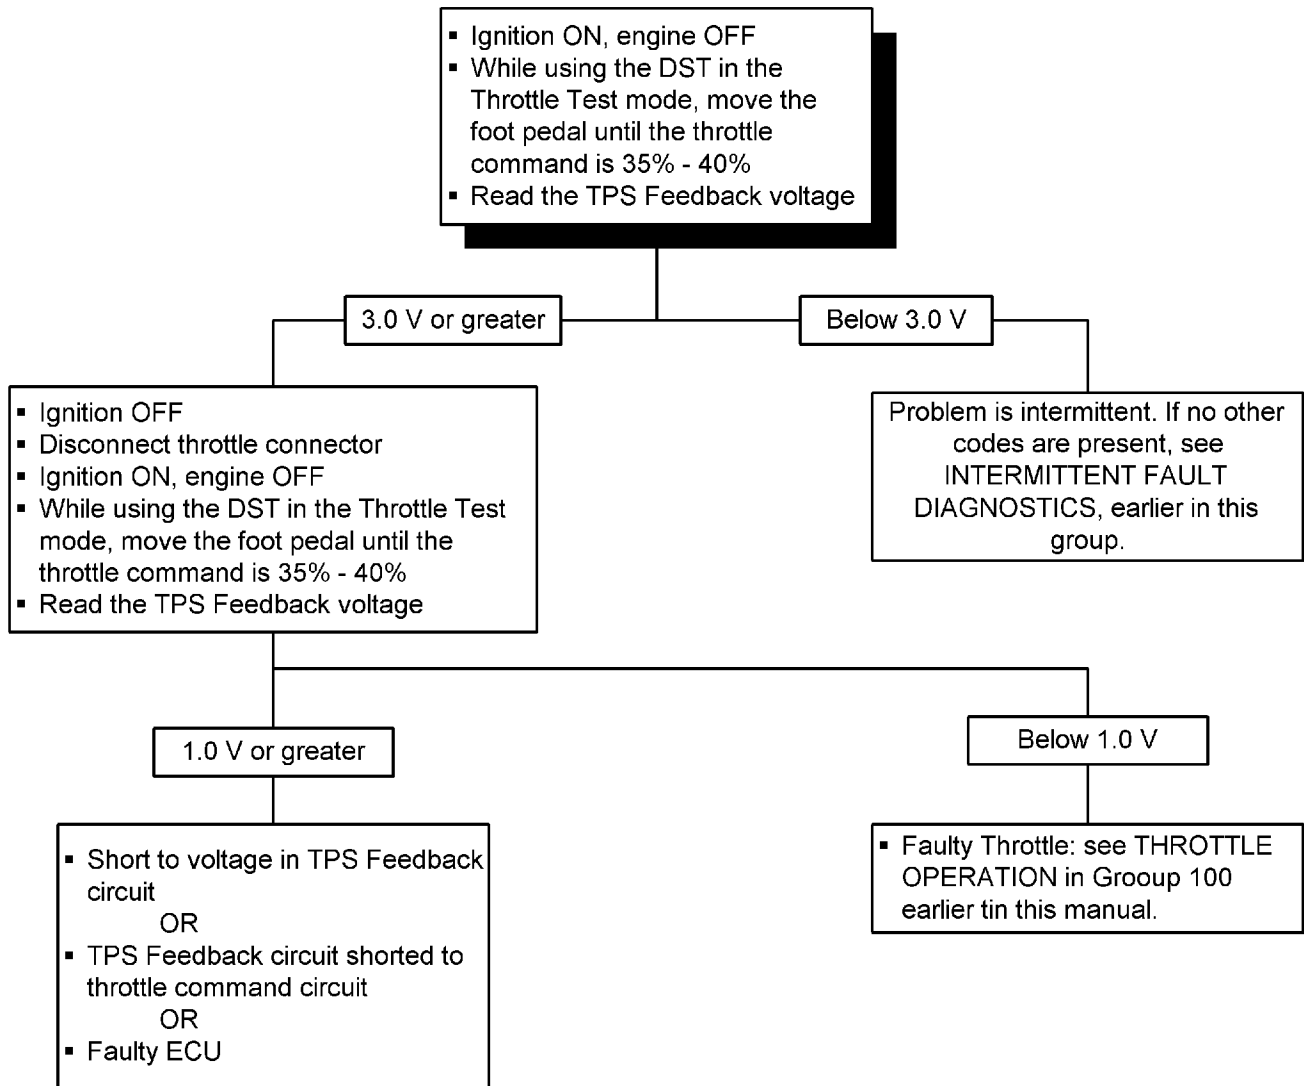 ▪ Ignition ON, engine OFF
▪ While using the DST in the
Throttle Test mode, move the
foot pedal until the throttle
command is 35% - 40%
▪ Read the TPS Feedback voltage
3.0 V or greater
Below 3.0 V
▪ Ignition OFF
▪ Disconnect throttle connector
▪ Ignition ON, engine OFF
▪ While using the DST in the Throttle Test
mode, move the foot pedal until the
throttle command is 35% - 40%
▪ Read the TPS Feedback voltage
Problem is intermittent. If no other
codes are present, see
INTERMITTENT FAULT
DIAGNOSTICS, earlier in this
group.
1.0 V or greater
Below 1.0 V
▪ Short to voltage in TPS Feedback
circuit
OR
▪ TPS Feedback circuit shorted to
throttle command circuit
OR
▪ Faulty ECU
▪ Faulty Throttle: see THROTTLE
OPERATION in Grooup 100
earlier tin this manual.